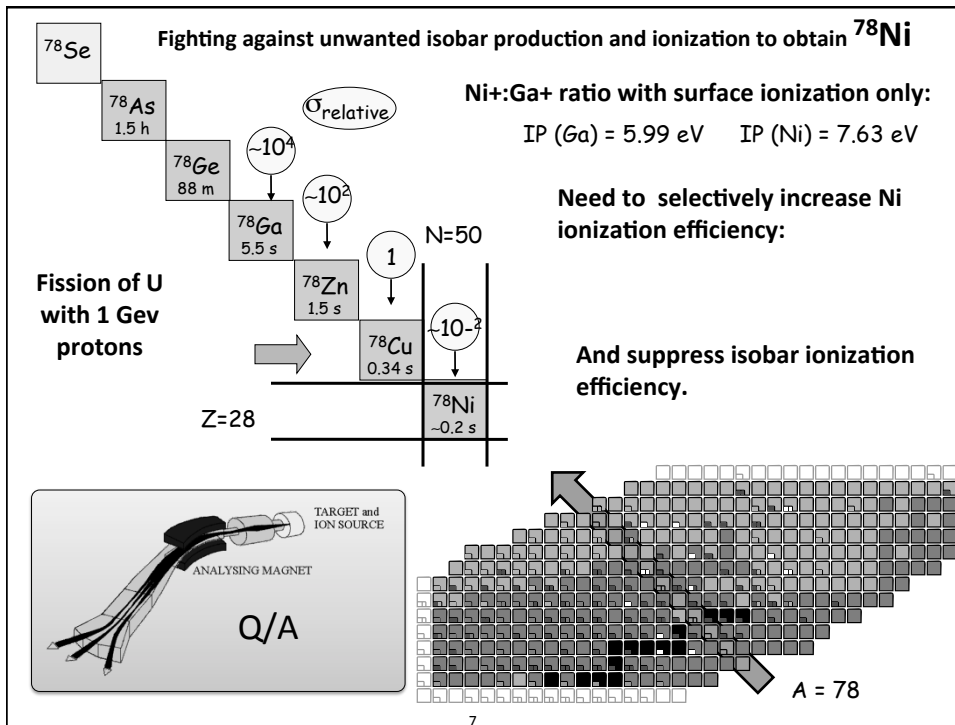 Fighting against unwanted isobar production and ionization to obtain ⁷⁸Ni
⁷⁸Se
⁷⁸As
1.5 h
σrelative
Ni+:Ga+ ratio with surface ionization only:
IP (Ga) = 5.99 eV IP (Ni) = 7.63 eV
⁷⁸Ge
88 m
~10⁴
⁷⁸Ga
5.5 s
~10²
Need to selectively increase Ni
ionization efficiency:
N=50
⁷⁸Zn
1.5 s
1
Fission of U
with 1 Gev
protons
⁷⁸Cu
0.34 s
~10-²
And suppress isobar ionization
efficiency.
Z=28
⁷⁸Ni
~0.2 s
TARGET and
ION SOURCE
ANALYSING MAGNET
Q/A
A = 78
7